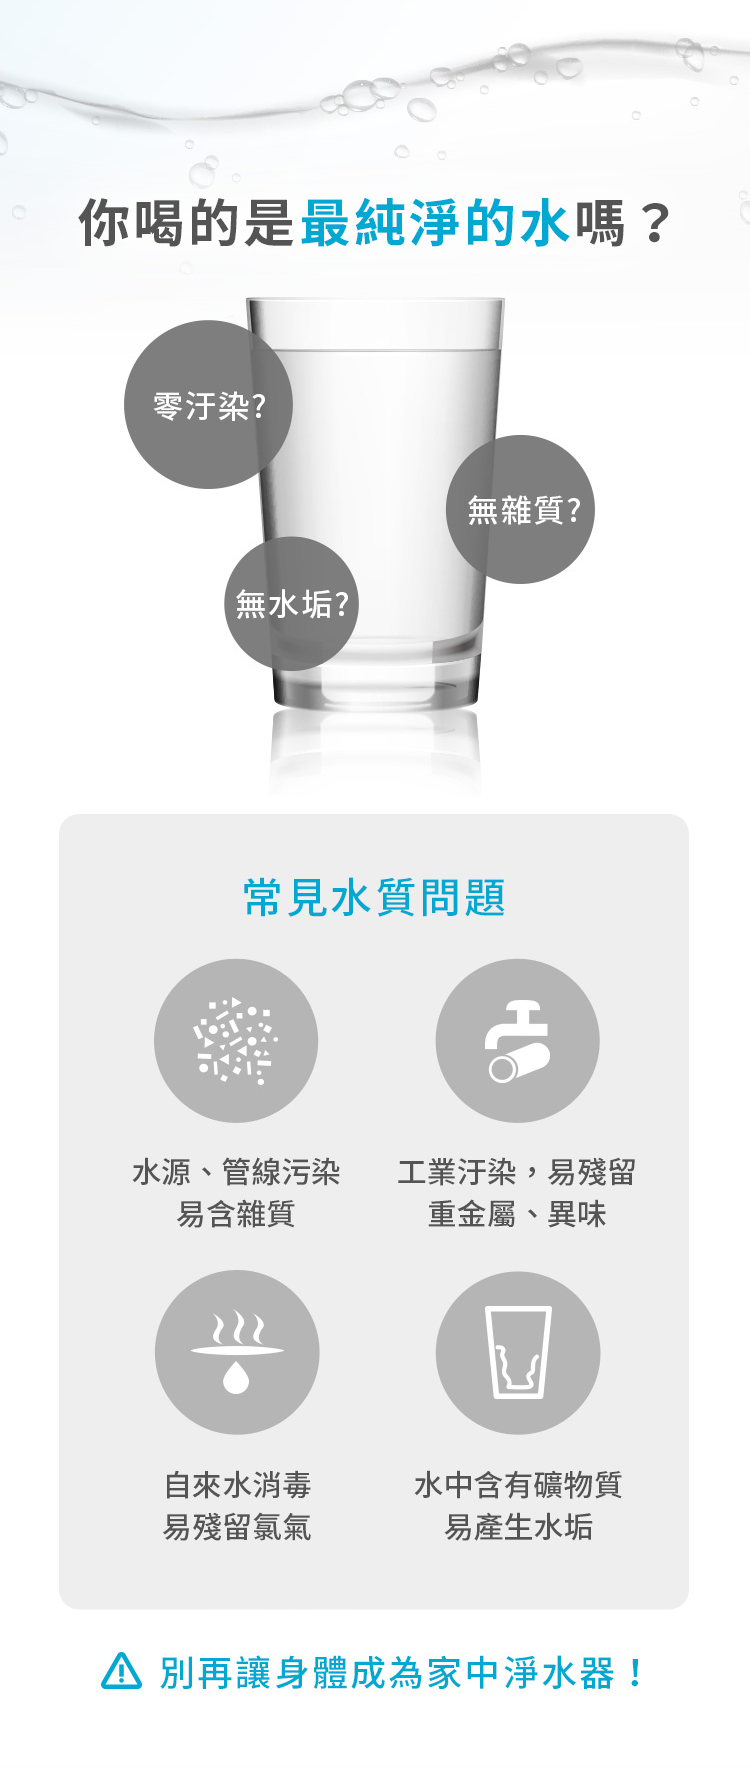 你喝的是最純淨的水嗎？
零汙染?
無雜質?
無水垢?
常見水質問題
水源、管線污染
易含雜質
工業汙染，易殘留
重金屬、異味
自來水消毒
易殘留氯氣
水中含有礦物質
易產生水垢
別再讓身體成為家中淨水器！